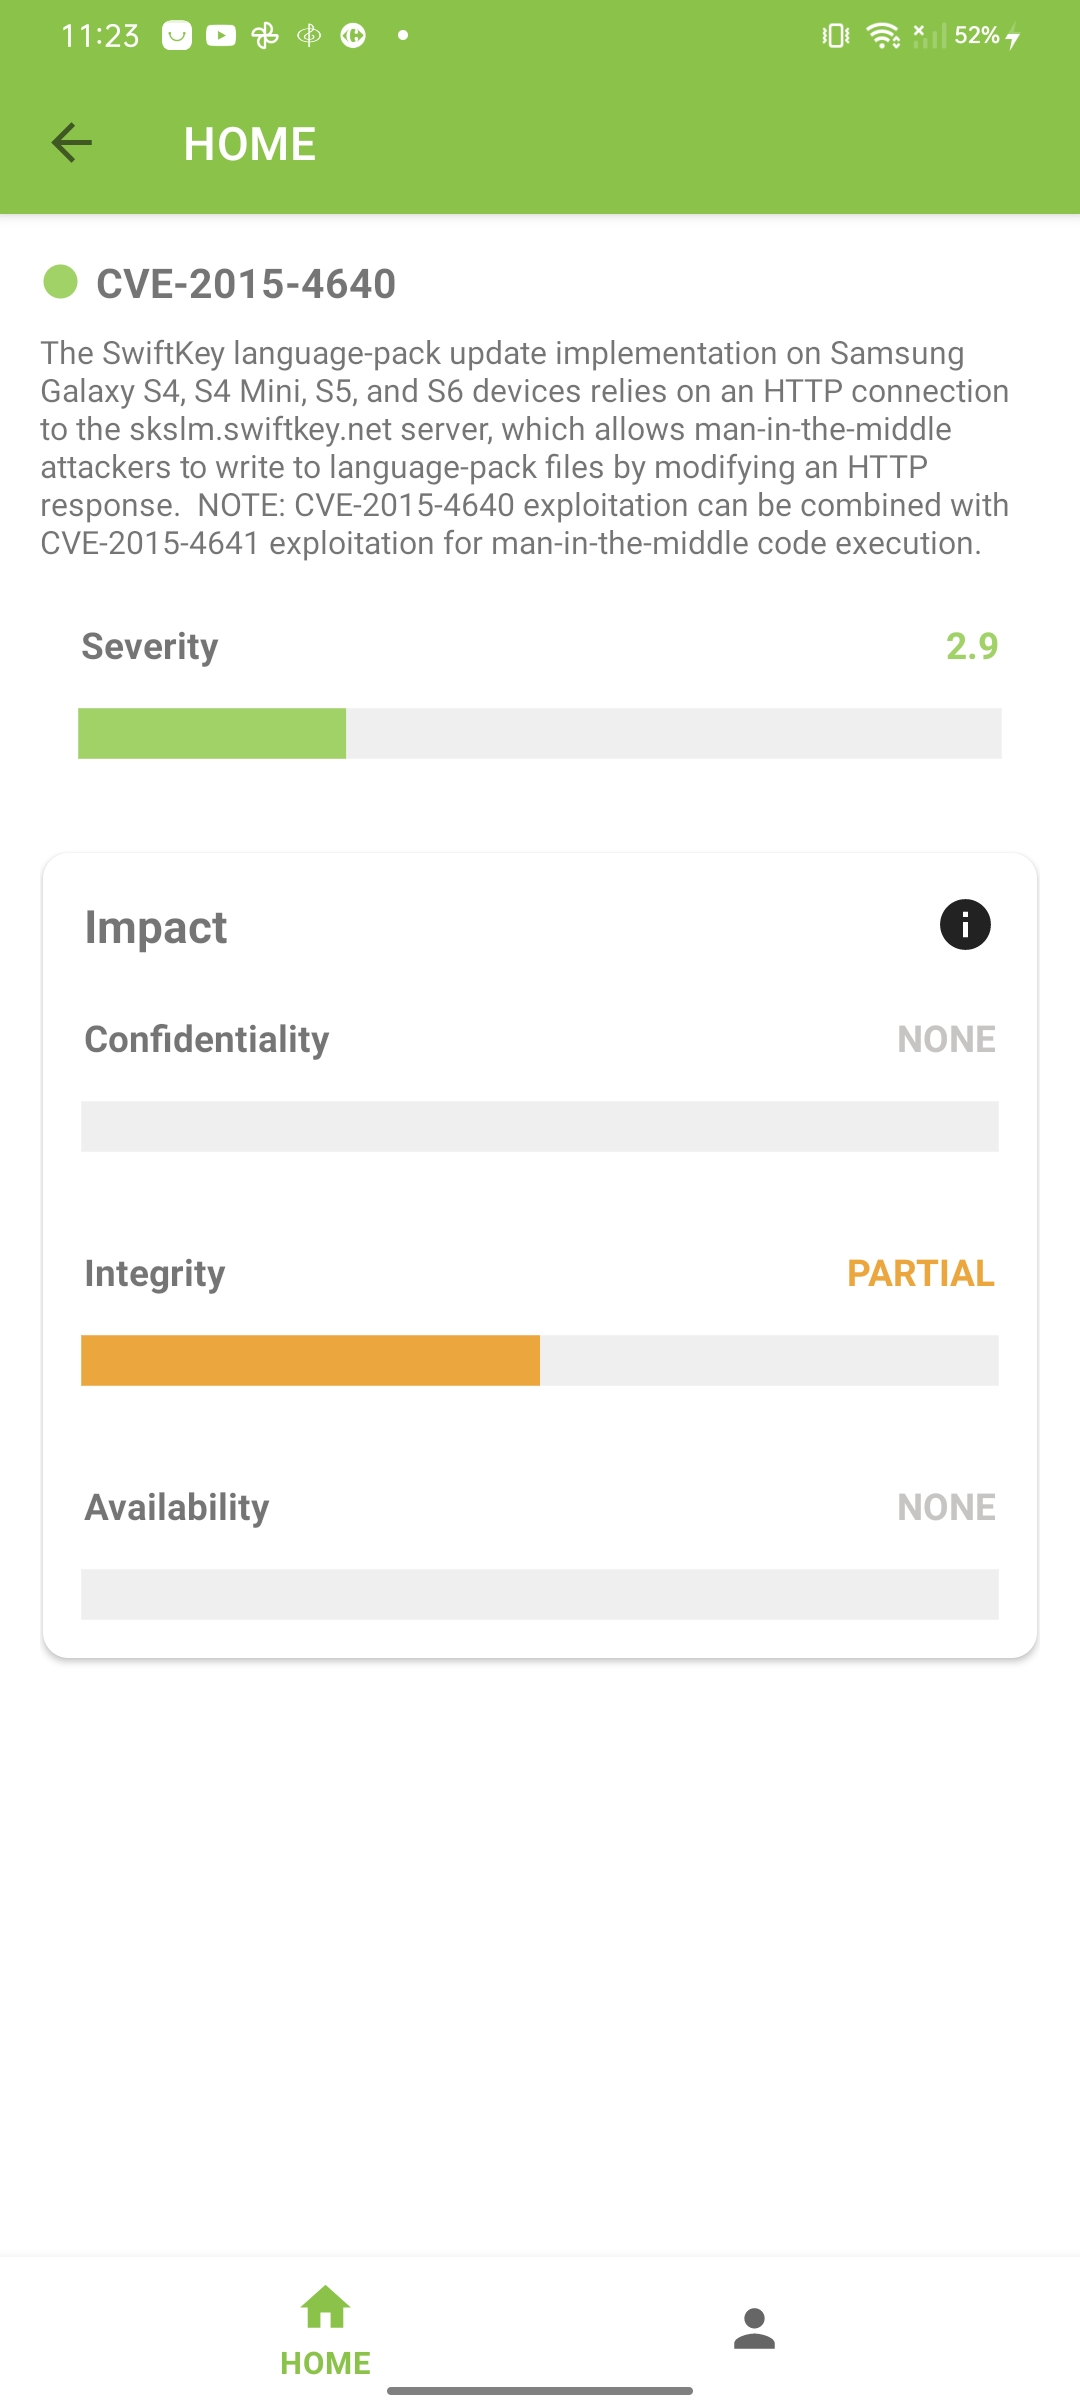 11:23
52%
HOME
CVE-2015-4640
The SwiftKey language-pack update implementation on Samsung
Galaxy S4, S4 Mini, S5, and S6 devices relies on an HTTP connection
to the skslm.swiftkey.net server, which allows man-in-the-middle
attackers to write to language-pack files by modifying an HTTP
response.  NOTE: CVE-2015-4640 exploitation can be combined with
CVE-2015-4641 exploitation for man-in-the-middle code execution.
Severity 2.9
Impact
Confidentiality NONE
Integrity PARTIAL
Availability NONE
HOME